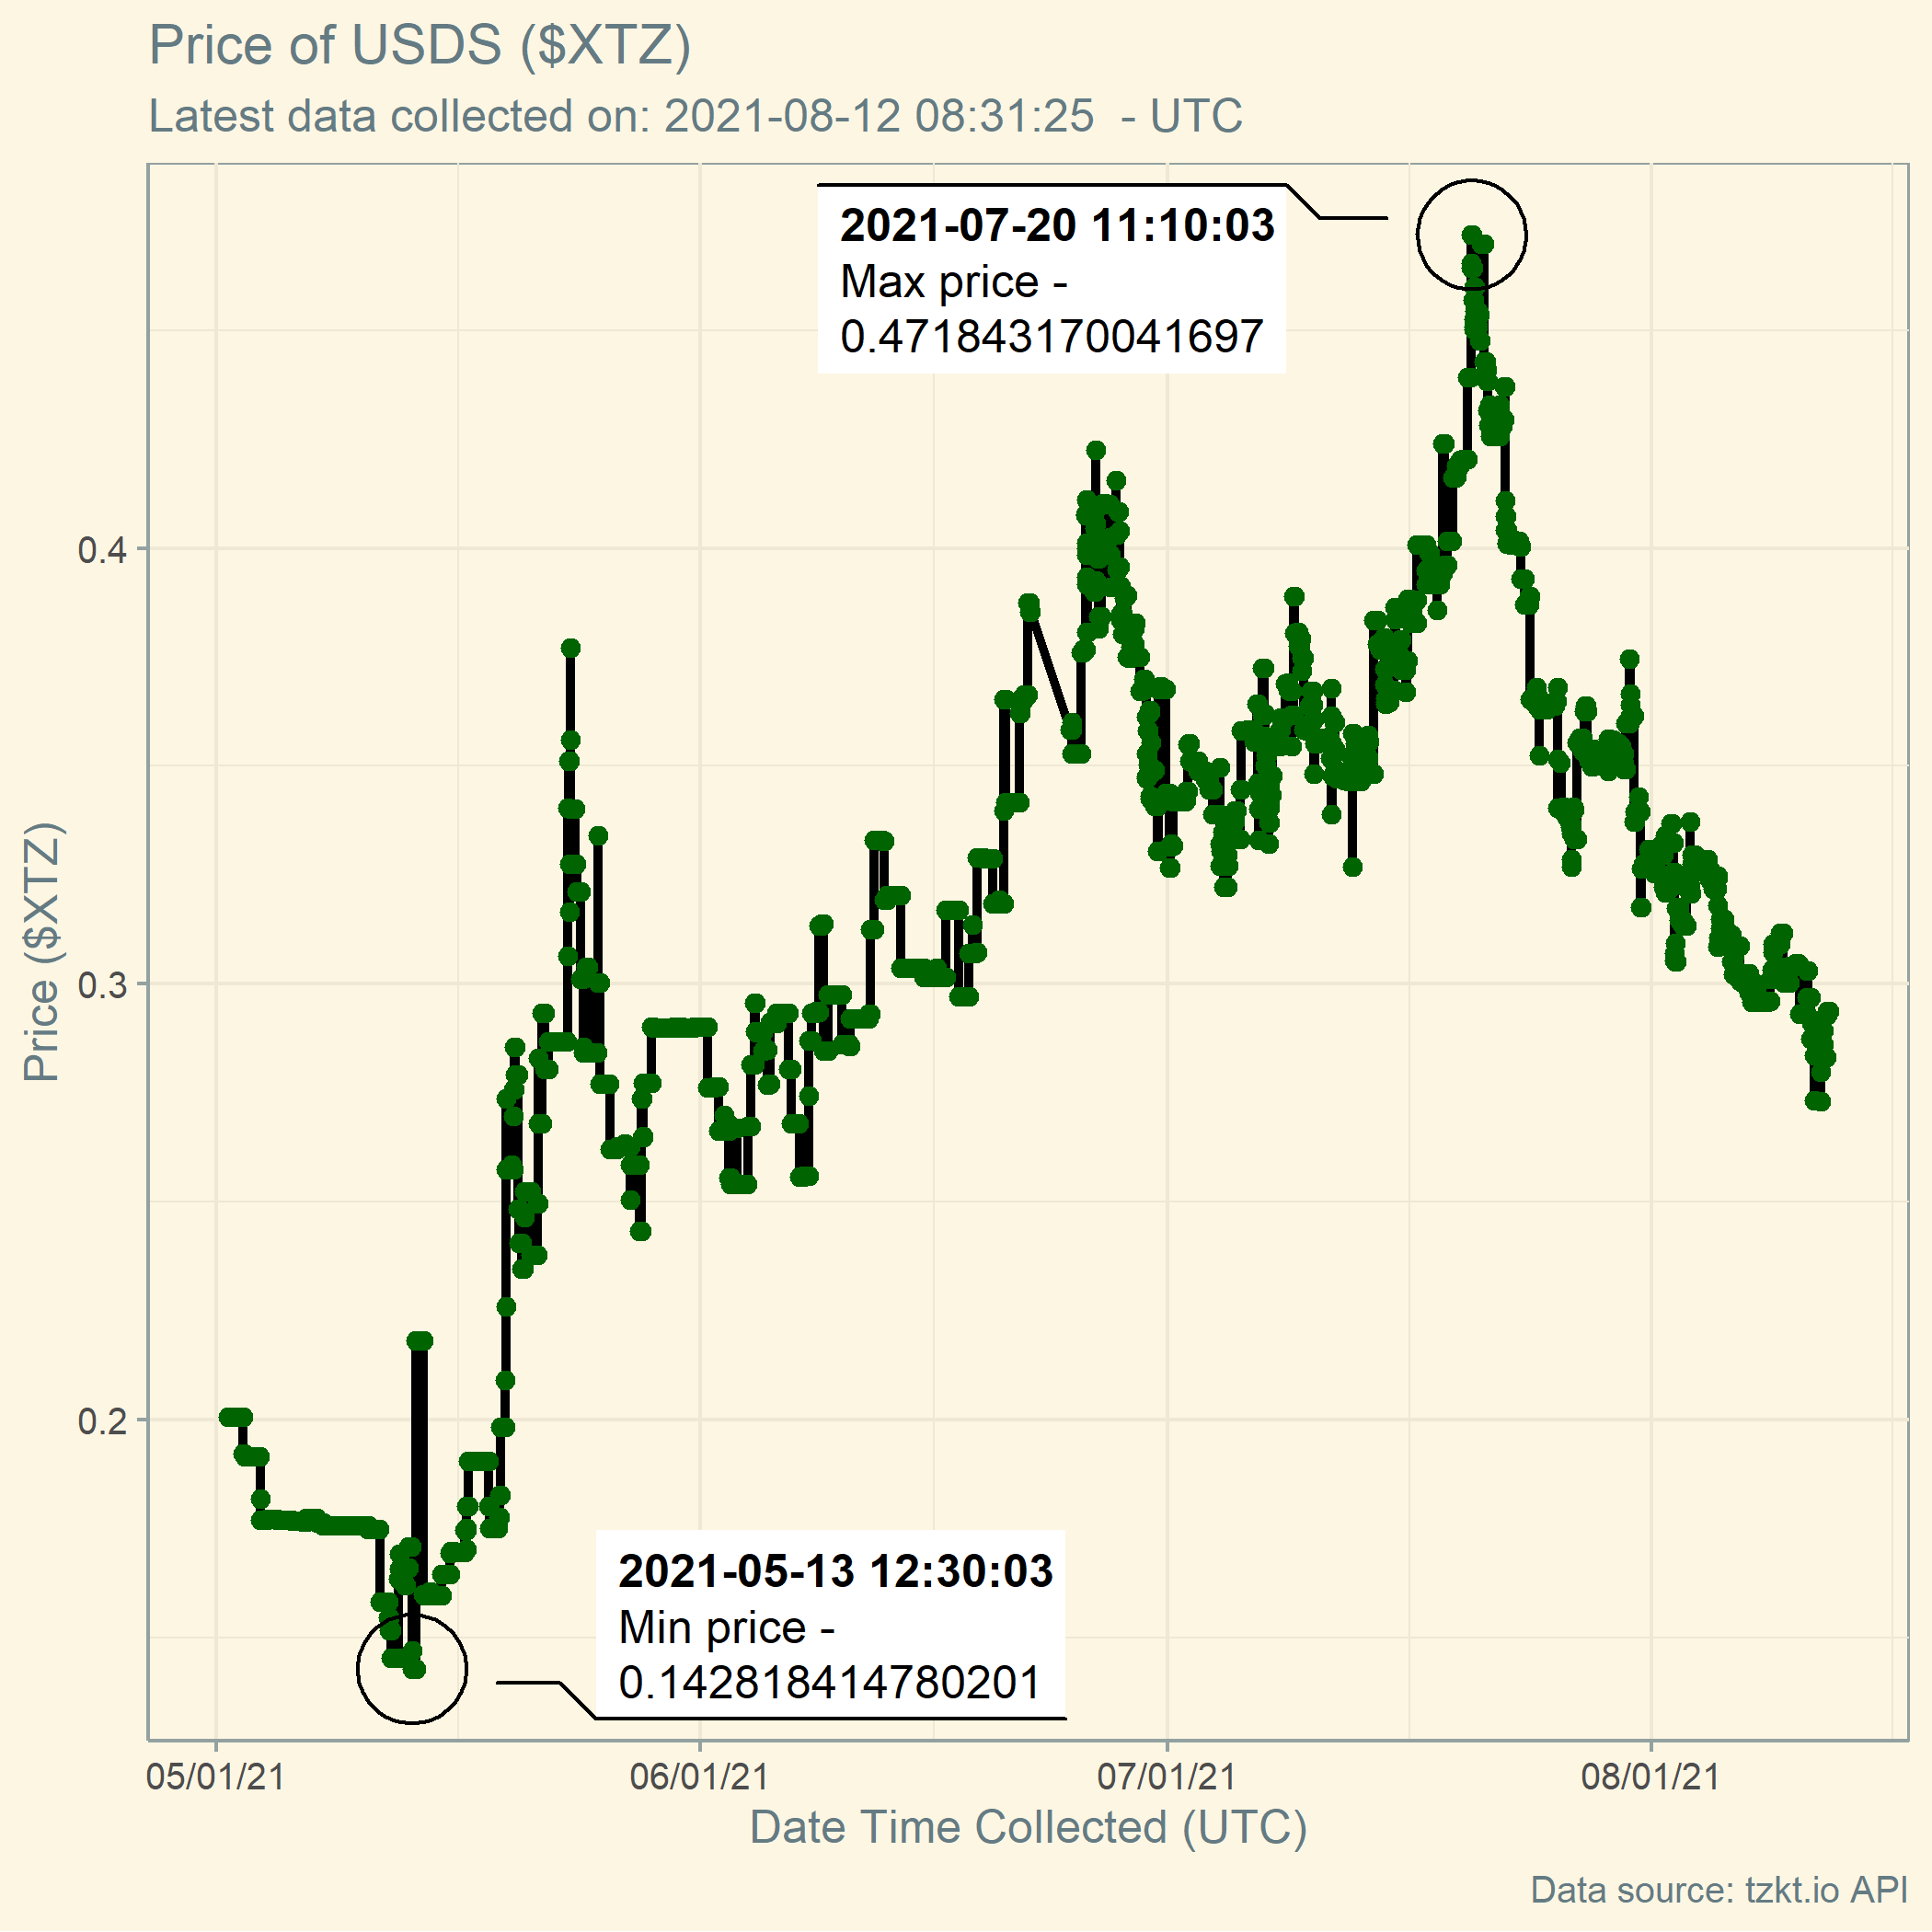 Price of USDS ($XTZ)
Latest data collected on: 2021-08-12 08:31:25  - UTC
2021-07-20 11:10:03
Max price -
0.471843170041697
0.4
0.3
0.2
Price ($XTZ)
2021-05-13 12:30:03
Min price -
0.142818414780201
05/01/21
06/01/21
07/01/21
08/01/21
Date Time Collected (UTC)
Data source: tzkt.io API